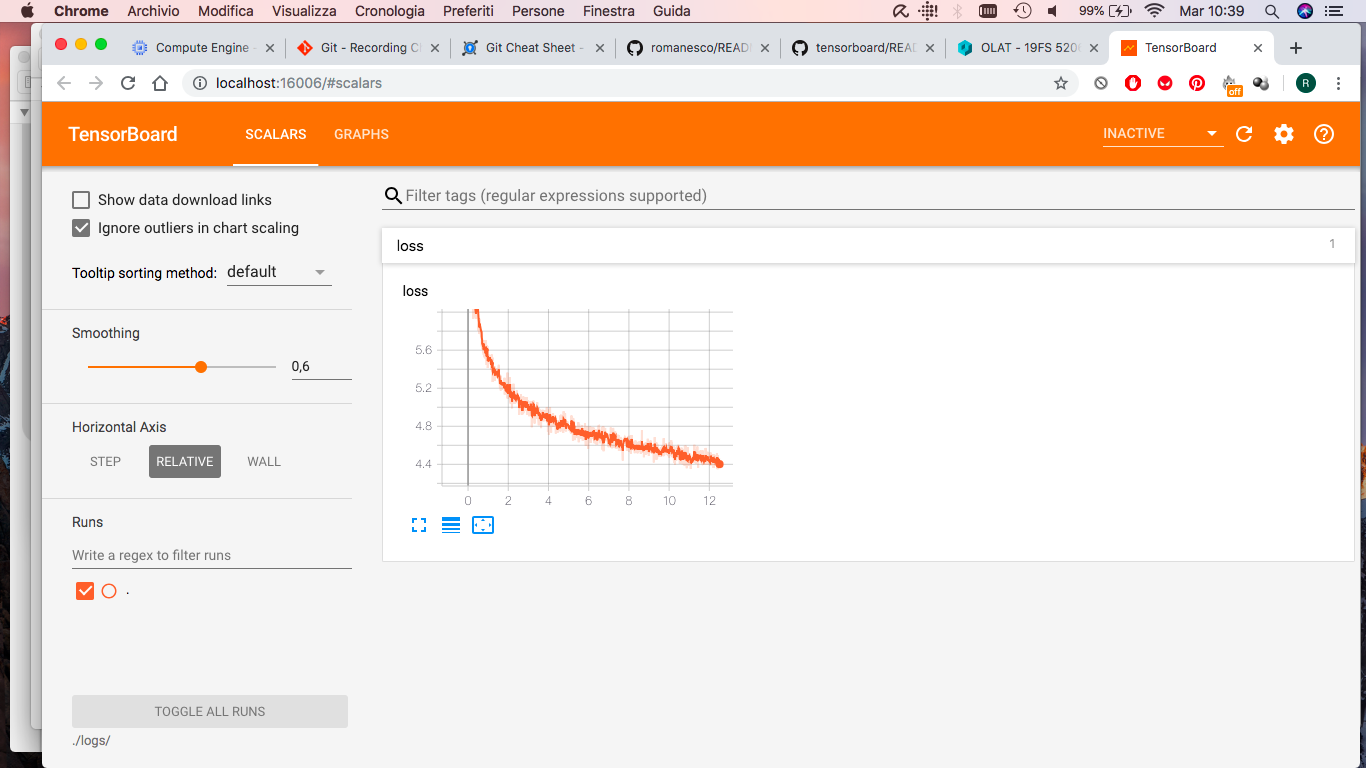 Chrome Archivio Modifica Visualizza Cronologia Preferiti Persone Finestra Guida 99% Mar 10:39
Compute Engine - Git - Recording Ch Git Cheat Sheet - romanesco/READ tensorboard/READ OLAT - 19FS 520 TensorBoard
localhost:16006/#scalars off R
TensorBoard SCALARS GRAPHS INACTIVE
Show data download links
Ignore outliers in chart scaling
Tooltip sorting method: default
Smoothing
0,6
Horizontal Axis
STEP RELATIVE WALL
Runs
Write a regex to filter runs
.
TOGGLE ALL RUNS
./logs/
Filter tags (regular expressions supported)
loss 1
loss
5.6
5.2
4.8
4.4
0 2 4 6 8 10 12